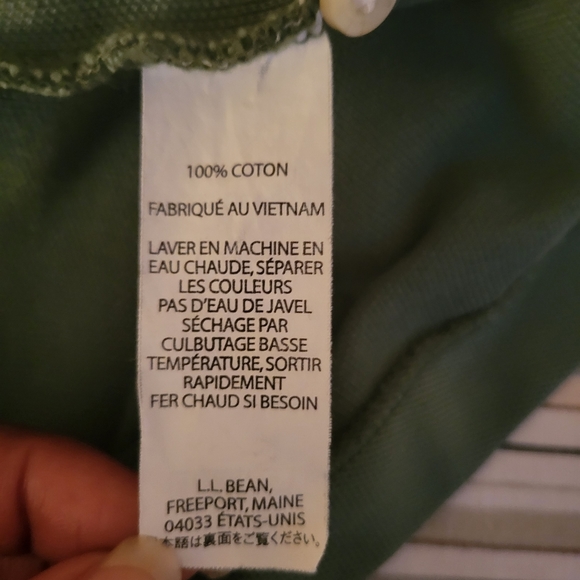 100% COTON
FABRIQUÉ AU VIETNAM
LAVER EN MACHINE EN
EAU CHAUDE, SÉPARER
LES COULEURS
PAS D'EAU DE JAVEL
SÉCHAGE PAR
CULBUTAGE BASSE
TEMPÉRATURE, SORTIR
RAPIDEMENT
FER CHAUD SI BESOIN
L.L. BEAN,
FREEPORT, MAINE
04033 ÉTATS-UNIS
本語は裏面をご覧ください。